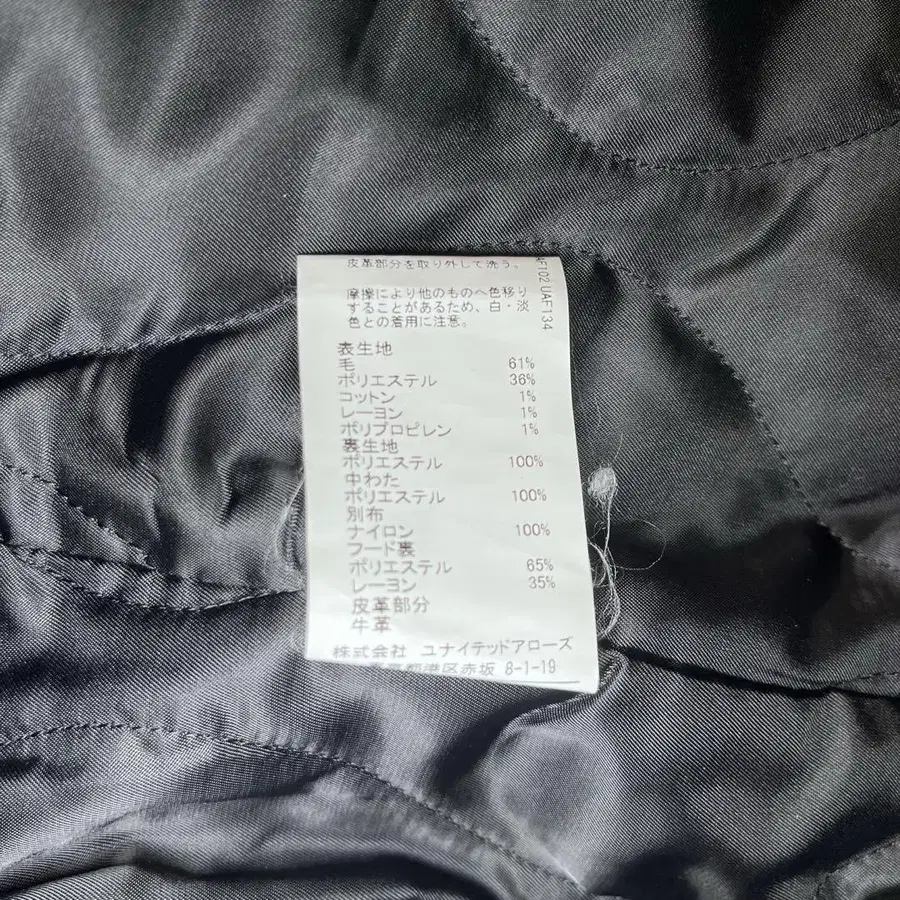 皮革部分を取り外して洗う。
摩擦により他のものへ色移り
することがあるため、白・淡
色との着用に注意。
表生地
毛 61%
ポリエステル 36%
コットン 1%
レーヨン 1%
ポリプロピレン 1%
裏生地
ポリエステル 100%
中わた
ポリエステル 100%
別布
ナイロン 100%
フード裏
ポリエステル 65%
レーヨン 35%
皮革部分
牛革
株式会社 ユナイテッドアローズ
東京都港区赤坂 8-1-19
UAF134